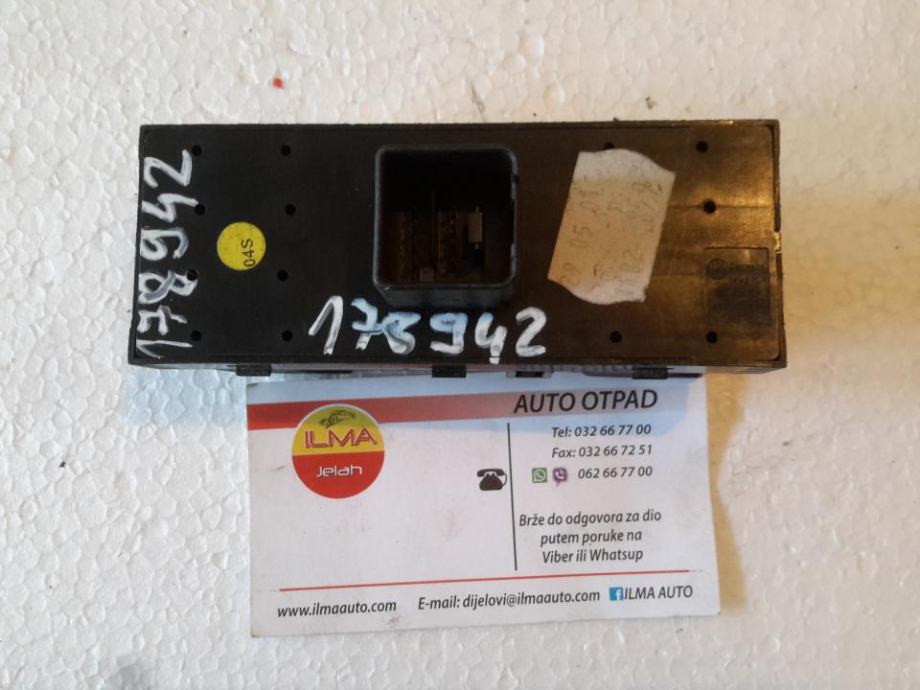 178942
04S
178942
AUTO OTPAD
ILMA
Jelah
Tel: 032 66 77 00
Fax: 032 66 72 51
062 66 77 00
Brže do odgovora za dio
putem poruke na
Viber ili Whatsup
www.ilmaauto.com E-mail: dijelovi@ilmaauto.com ILMA AUTO